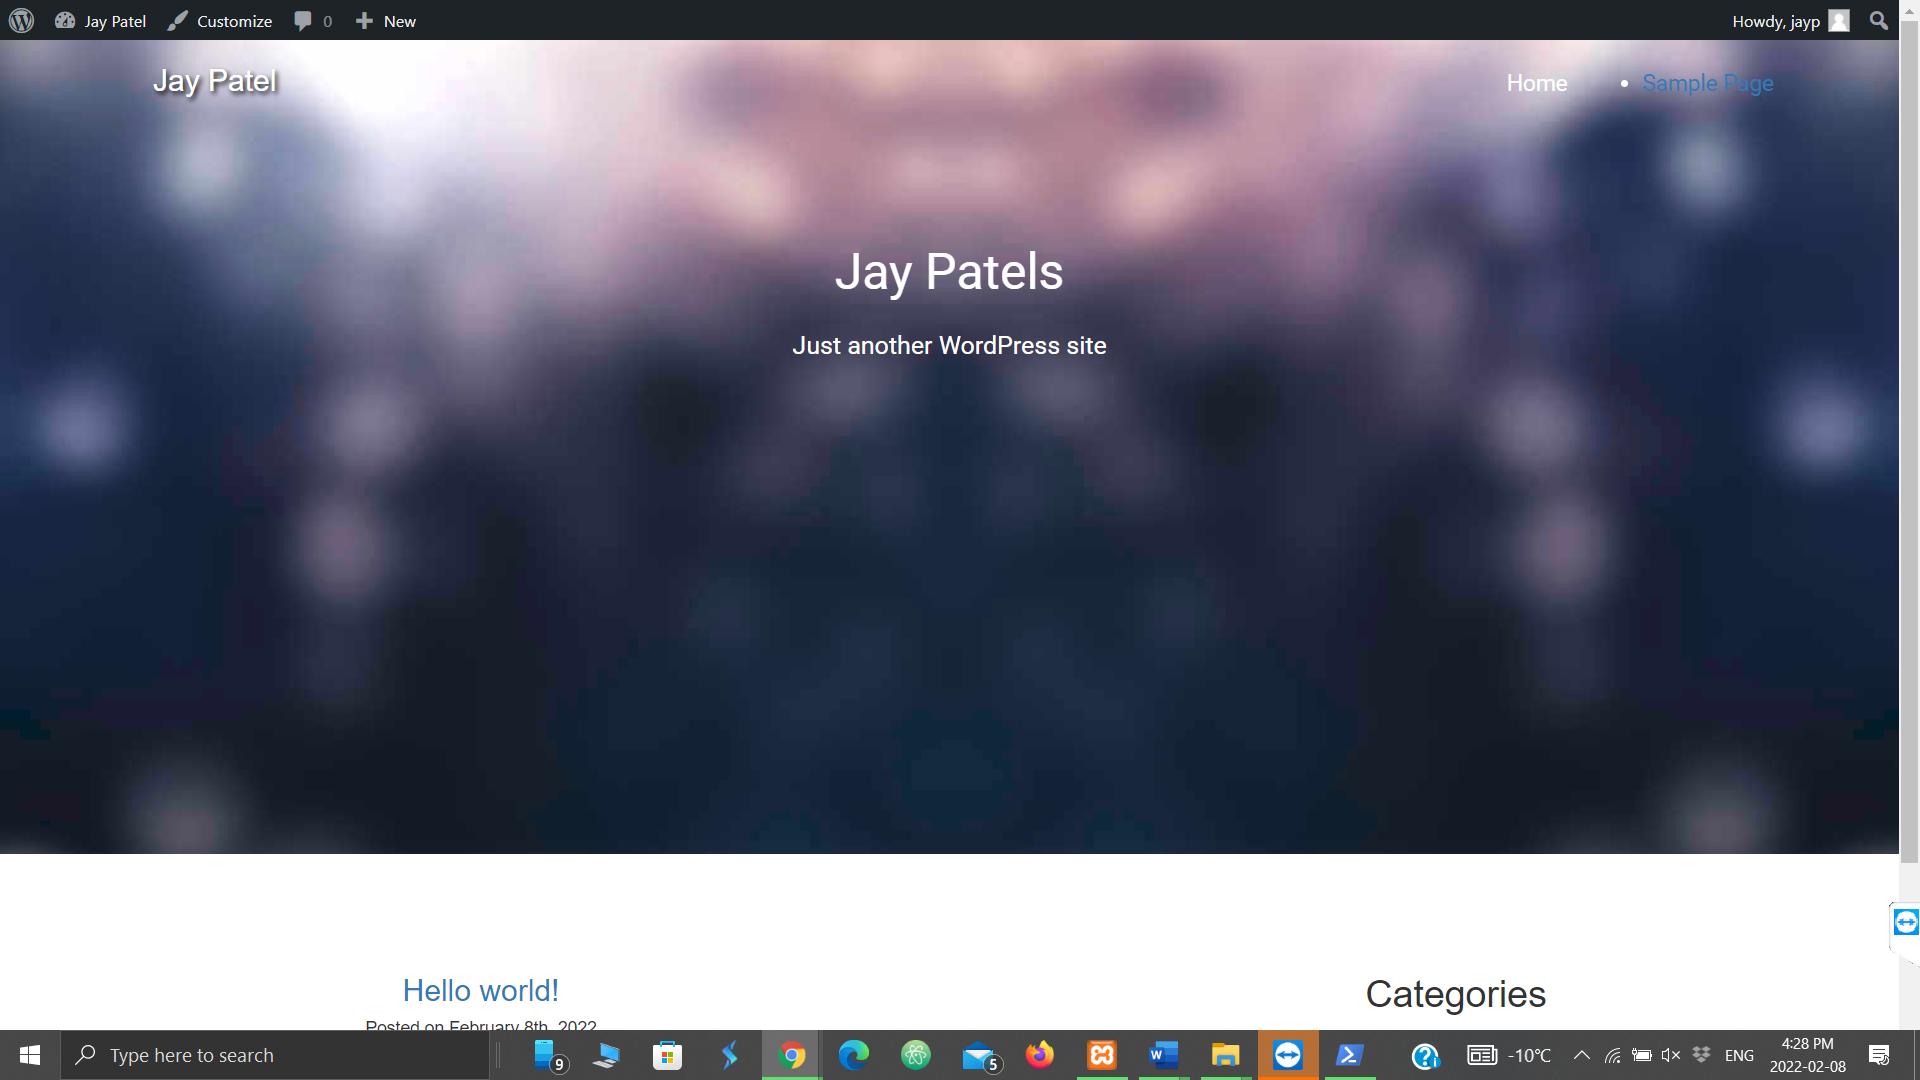 Jay Patel Customize 0 New Howdy, jayp
Jay Patel Home • Sample Page
Jay Patels
Just another WordPress site
Hello world!
Categories
Posted on February 8th, 2022
Type here to search 9 5 W -10°C ENG 4:28 PM
2022-02-08